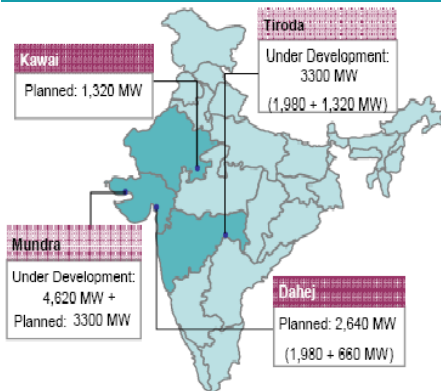 Tiroda
Under Development:
3300 MW
(1,980 + 1,320 MW)
Kawai
Planned: 1,320 MW
Mundra
Under Development:
4,620 MW +
Planned: 3300 MW
Dahej
Planned: 2,640 MW
(1,980 + 660 MW)